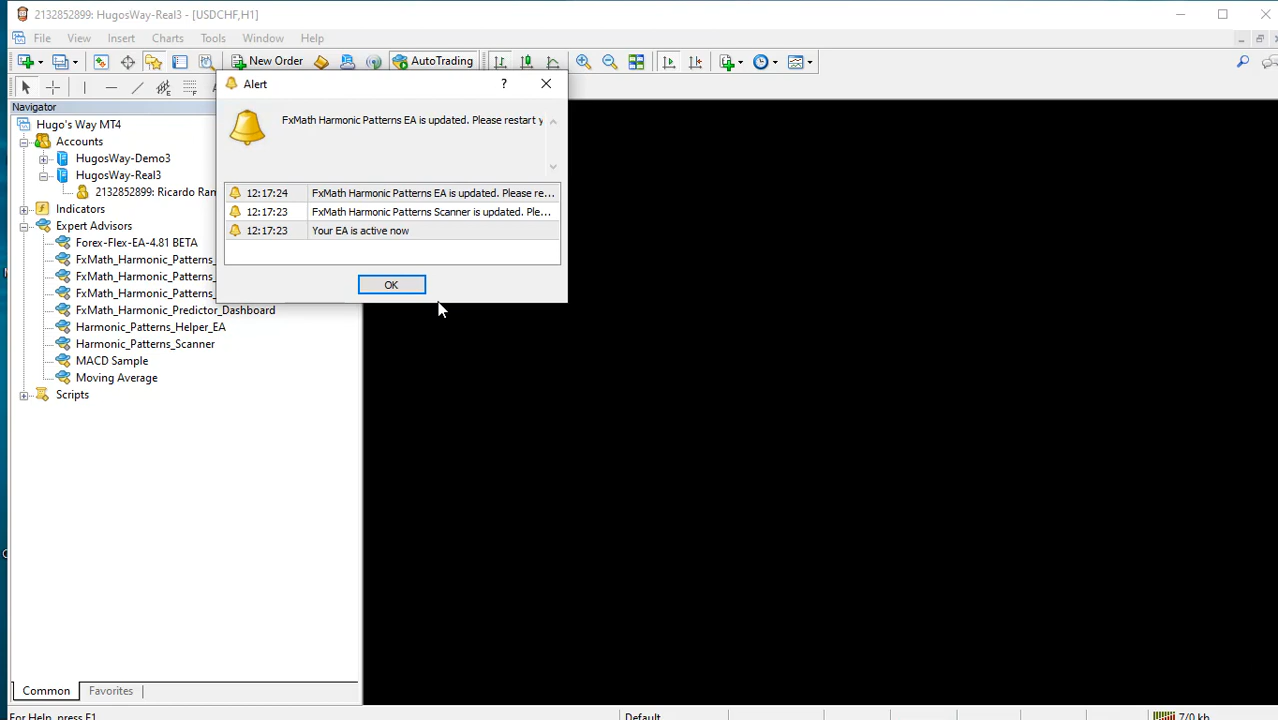 2132852899: HugosWay-Real3 - [USDCHF,H1]
File View Insert Charts Tools Window Help
New Order AutoTrading
Alert ?
Navigator
Hugo's Way MT4
Accounts
HugosWay-Demo3
HugosWay-Real3
2132852899: Ricardo Ram
Indicators
Expert Advisors
Forex-Flex-EA-4.81 BETA
FxMath_Harmonic_Patterns_
FxMath_Harmonic_Patterns_
FxMath_Harmonic_Patterns_
FxMath_Harmonic_Predictor_Dashboard
Harmonic_Patterns_Helper_EA
Harmonic_Patterns_Scanner
MACD Sample
Moving Average
Scripts
FxMath Harmonic Patterns EA is updated. Please restart y
12:17:24 FxMath Harmonic Patterns EA is updated. Please re...
12:17:23 FxMath Harmonic Patterns Scanner is updated. Ple...
12:17:23 Your EA is active now
OK
Common Favorites
For Help, press F1 Default 7/0 kb